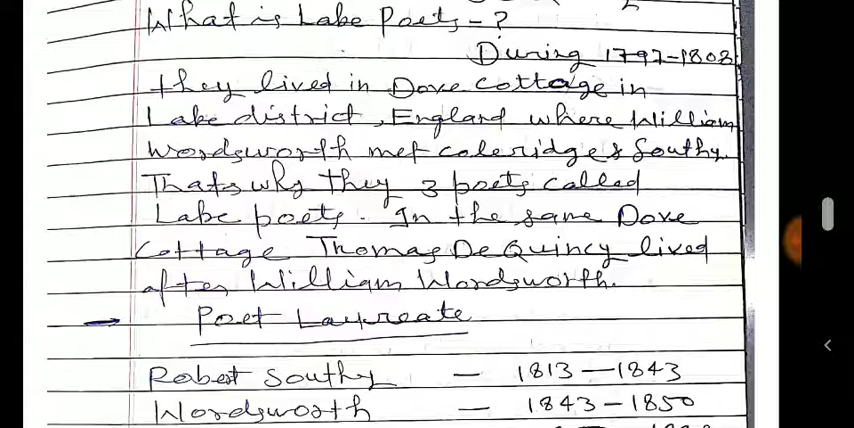 What is Lake Poets - ?
During 1797-1808
they lived in Dove cottage in
Lake district, England where William
Wordsworth met coleridge & Southy.
Thats why they 3 poets called
Lake poets. In the same Dove
Cottage Thomas De Quincy lived
after William Wordsworth.
→ Poet Laureate
Robert Southy — 1813 — 1843
Wordsworth — 1843 - 1850